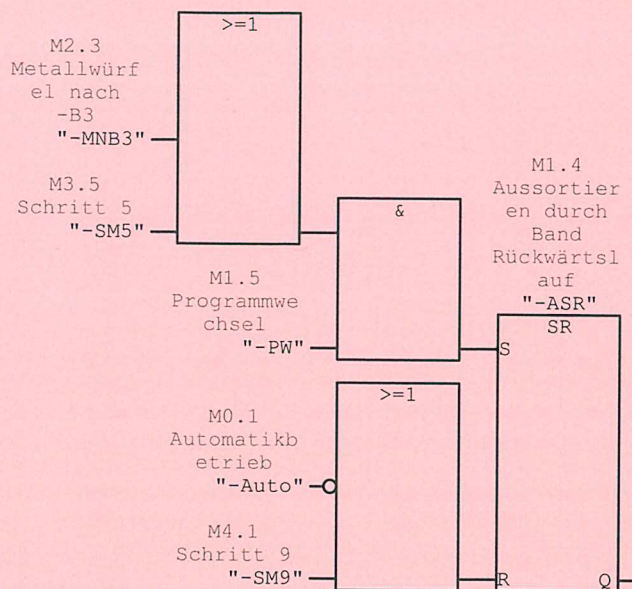 >=1
M2.3
Metallwürf
el nach
-B3
"-MNB3"
M3.5
Schritt 5
"-SM5"
&
M1.5
Programmwe
chsel
"-PW"
M1.4
Aussortier
en durch
Band
Rückwärtsl
auf
"-ASR"
SR
S
>=1
M0.1
Automatikb
etrieb
"-Auto"
M4.1
Schritt 9
"-SM9"
R
Q